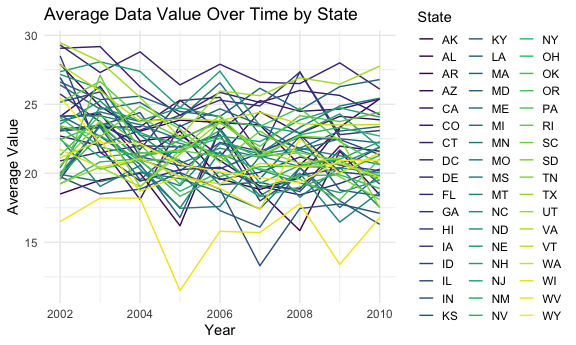 Average Data Value Over Time by State
State
30
25
20
15
Average Value
2002 2004 2006 2008 2010
Year
AK KY NY
AL LA OH
AR MA OK
AZ MD OR
CA ME PA
CO MI RI
CT MN SC
DC MO SD
DE MS TN
FL MT TX
GA NC UT
HI ND VA
IA NE VT
ID NH WA
IL NJ WI
IN NM WV
KS NV WY